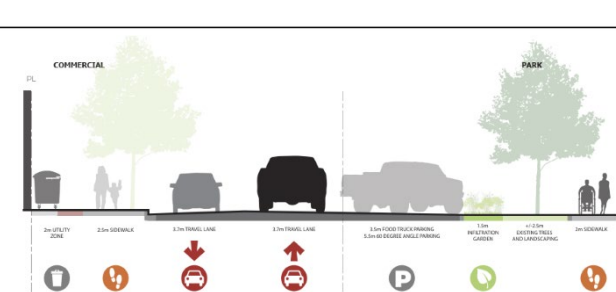 COMMERCIAL
PARK
PL
2m UTILITY
ZONE
2.5m SIDEWALK
3.7m TRAVEL LANE
3.7m TRAVEL LANE
3.5m FOOD TRUCK PARKING
5.5m 60 DEGREE ANGLE PARKING
1.5m
INFILTRATION
GARDEN
+/-2.5m
EXISTING TREES
AND LANDSCAPING
2m SIDEWALK
P